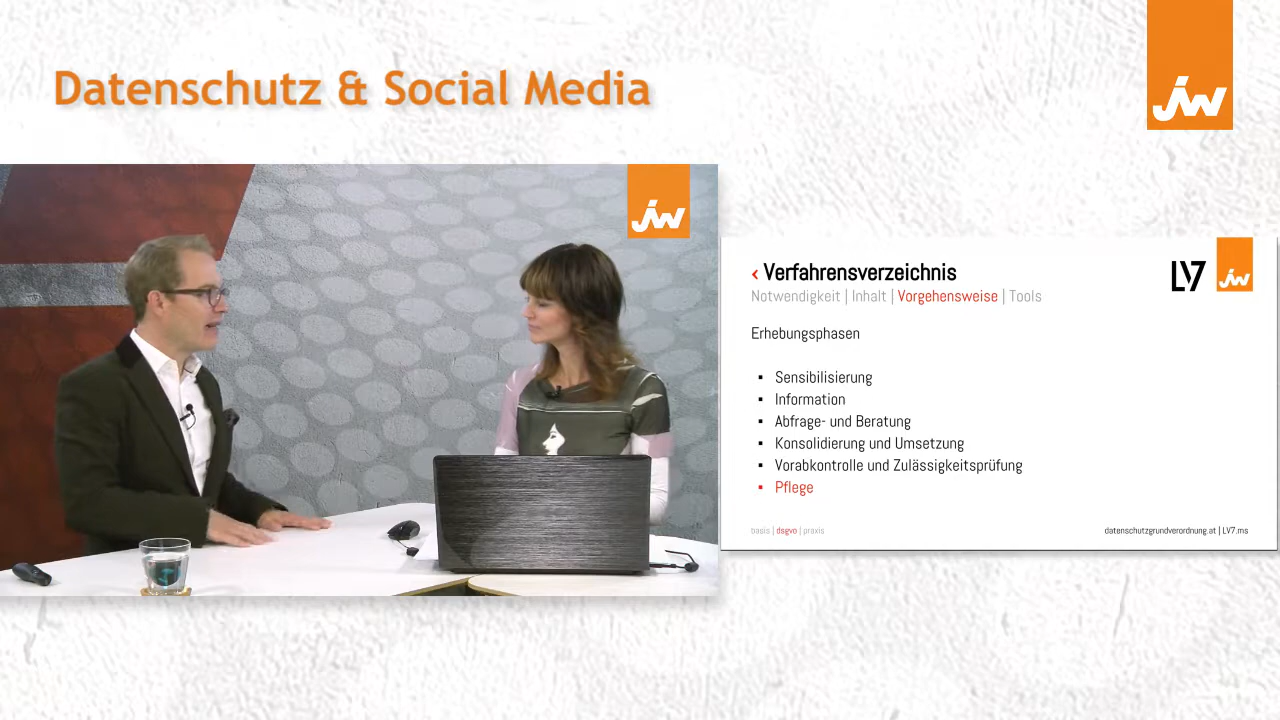 Datenschutz & Social Media
jw
jw
‹ Verfahrensverzeichnis
LV7
jw
Notwendigkeit | Inhalt | Vorgehensweise | Tools
Erhebungsphasen
▪ Sensibilisierung
▪ Information
▪ Abfrage- und Beratung
▪ Konsolidierung und Umsetzung
▪ Vorabkontrolle und Zulässigkeitsprüfung
▪ Pflege
basis | dsgvo | praxis
datenschutzgrundverordnung.at | LV7.ms